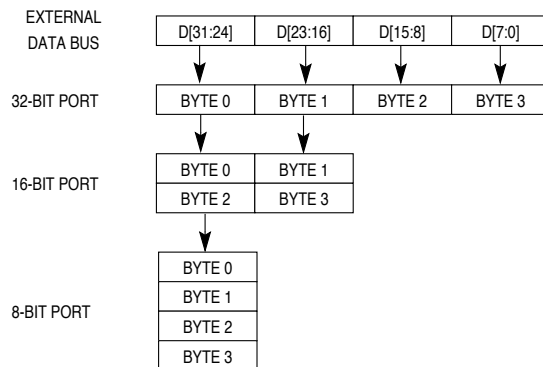 EXTERNAL
DATA BUS
D[31:24] D[23:16] D[15:8] D[7:0]
32-BIT PORT BYTE 0 BYTE 1 BYTE 2 BYTE 3
16-BIT PORT
BYTE 0 BYTE 1
BYTE 2 BYTE 3
8-BIT PORT
BYTE 0
BYTE 1
BYTE 2
BYTE 3